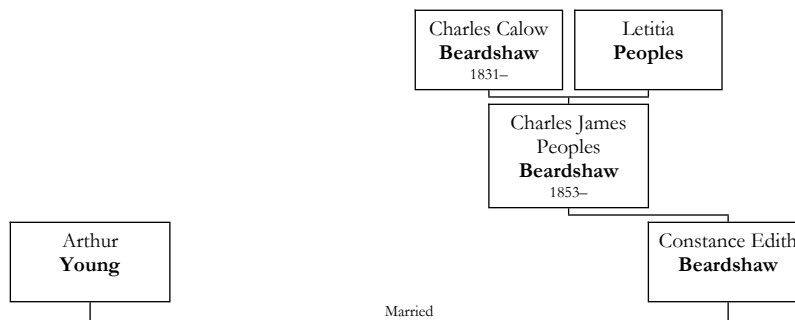 Charles Calow
Beardshaw
1831–
Letitia
Peoples
Charles James
Peoples
Beardshaw
1853–
Arthur
Young
Constance Edith
Beardshaw
Married